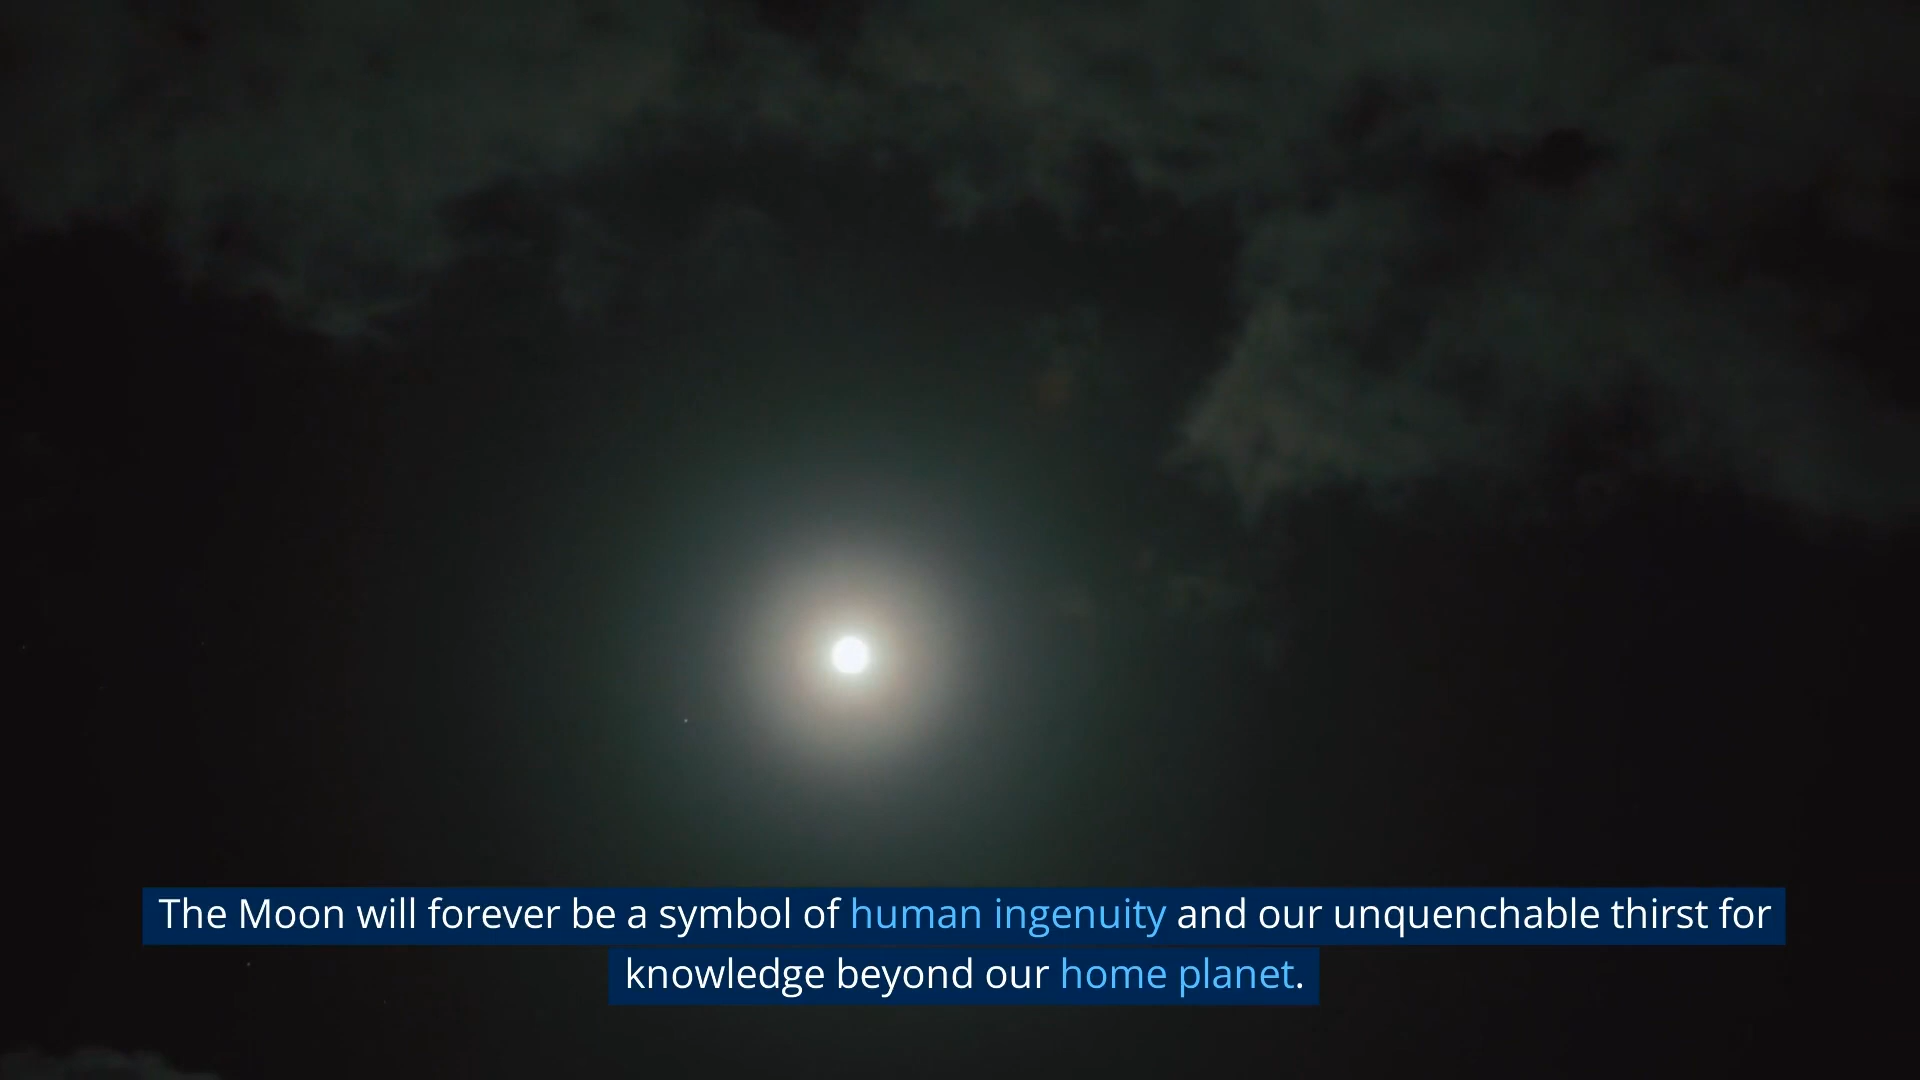 The Moon will forever be a symbol of human ingenuity and our unquenchable thirst for
knowledge beyond our home planet.